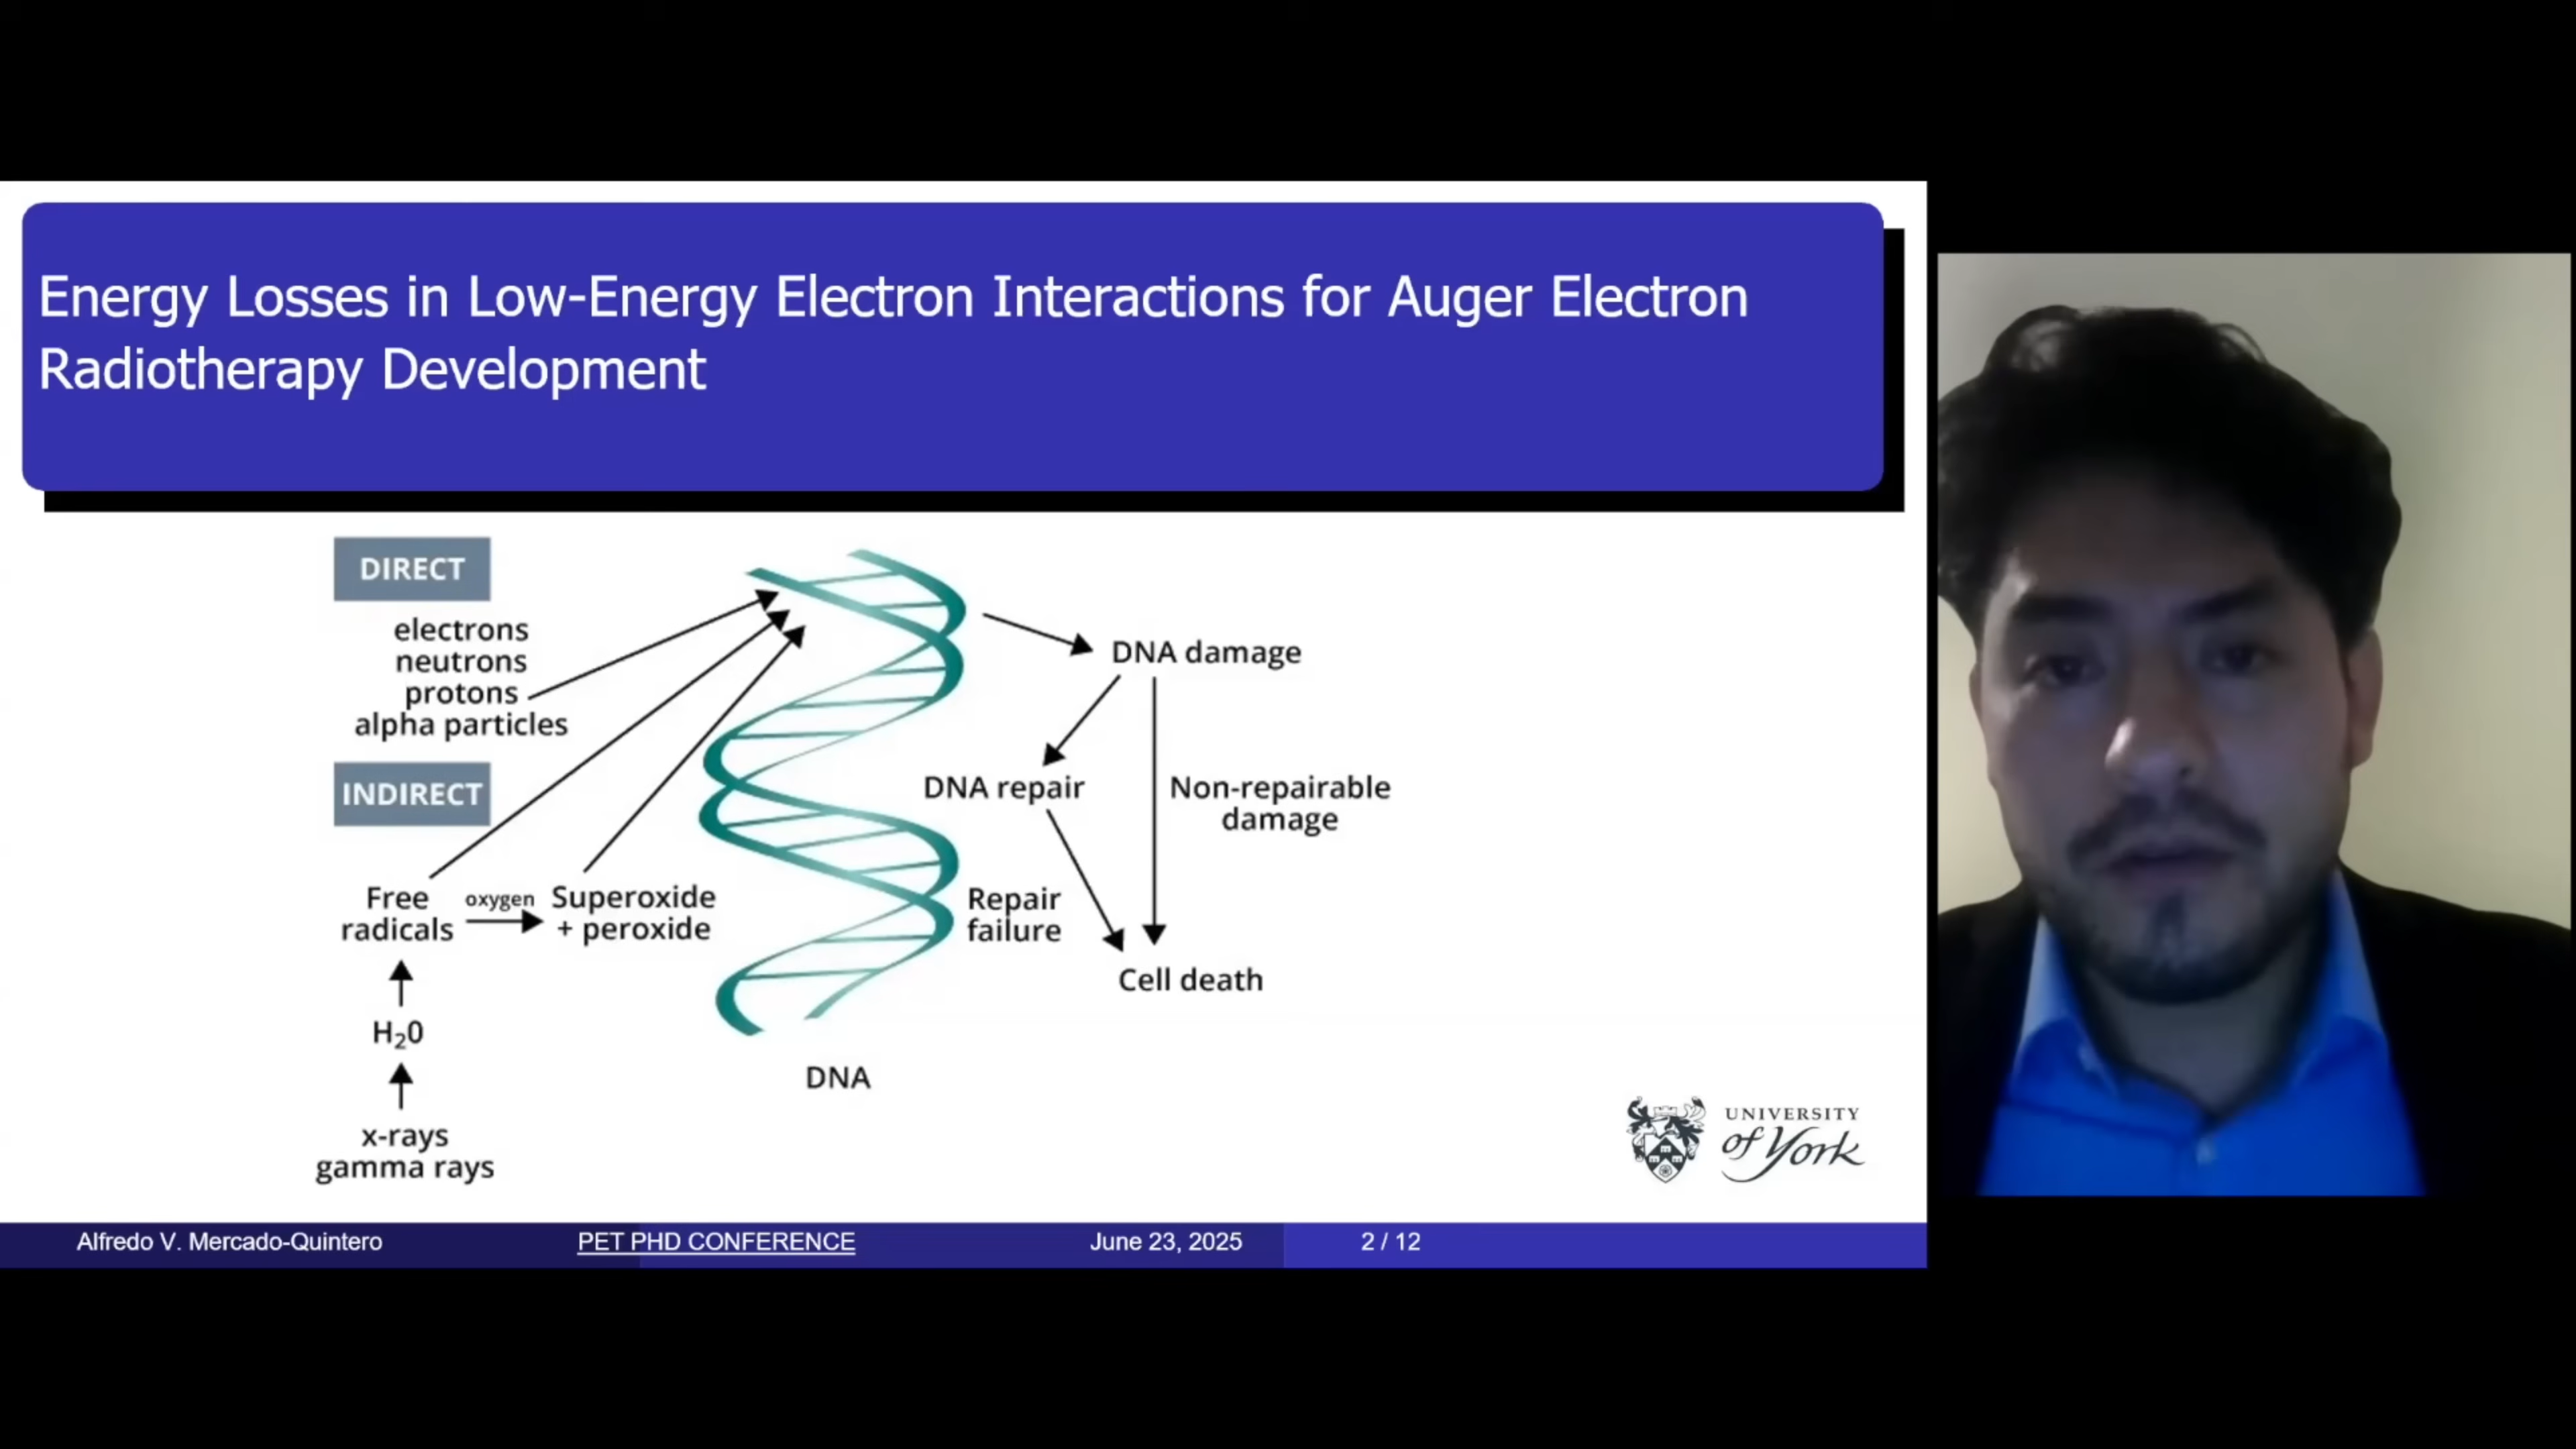 Energy Losses in Low-Energy Electron Interactions for Auger Electron
Radiotherapy Development
DIRECT
electrons
neutrons
protons
alpha particles
INDIRECT
Free
radicals
oxygen
Superoxide
+ peroxide
H₂0
x-rays
gamma rays
DNA
DNA damage
DNA repair
Non-repairable
damage
Repair
failure
Cell death
UNIVERSITY
of York
Alfredo V. Mercado-Quintero
PET PHD CONFERENCE
June 23, 2025
2 / 12